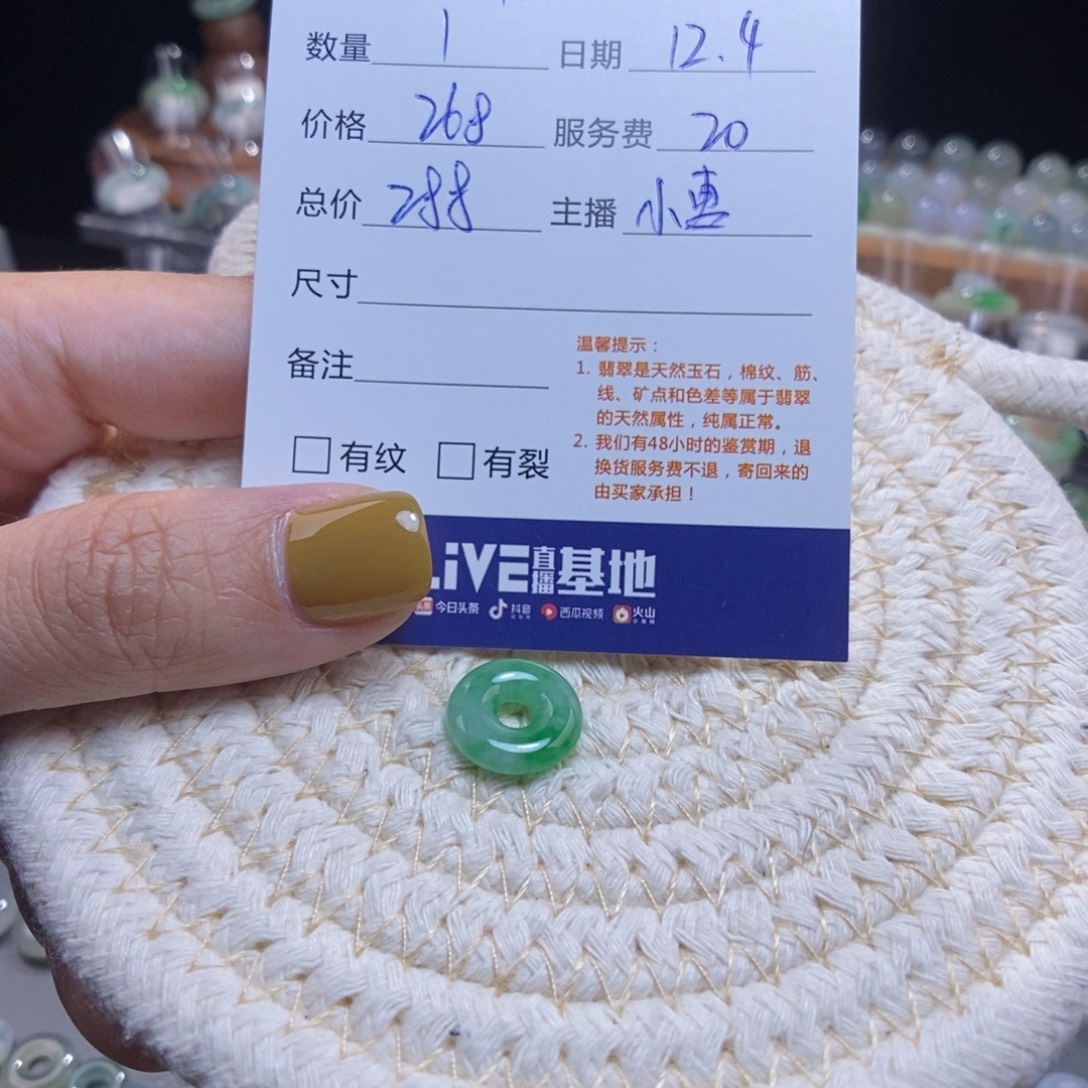 数量 1 日期 12.4
价格 268 服务费 20
总价 288 主播 小惠
尺寸
备注
温馨提示：
1. 翡翠是天然玉石，棉纹、筋、
线、矿点和色差等属于翡翠
的天然属性，纯属正常。
2. 我们有48小时的鉴赏期，退
换货服务费不退，寄回来的
由买家承担！
有纹 有裂
LIVE直播基地
头条 今日头条 抖音 西瓜视频 火山